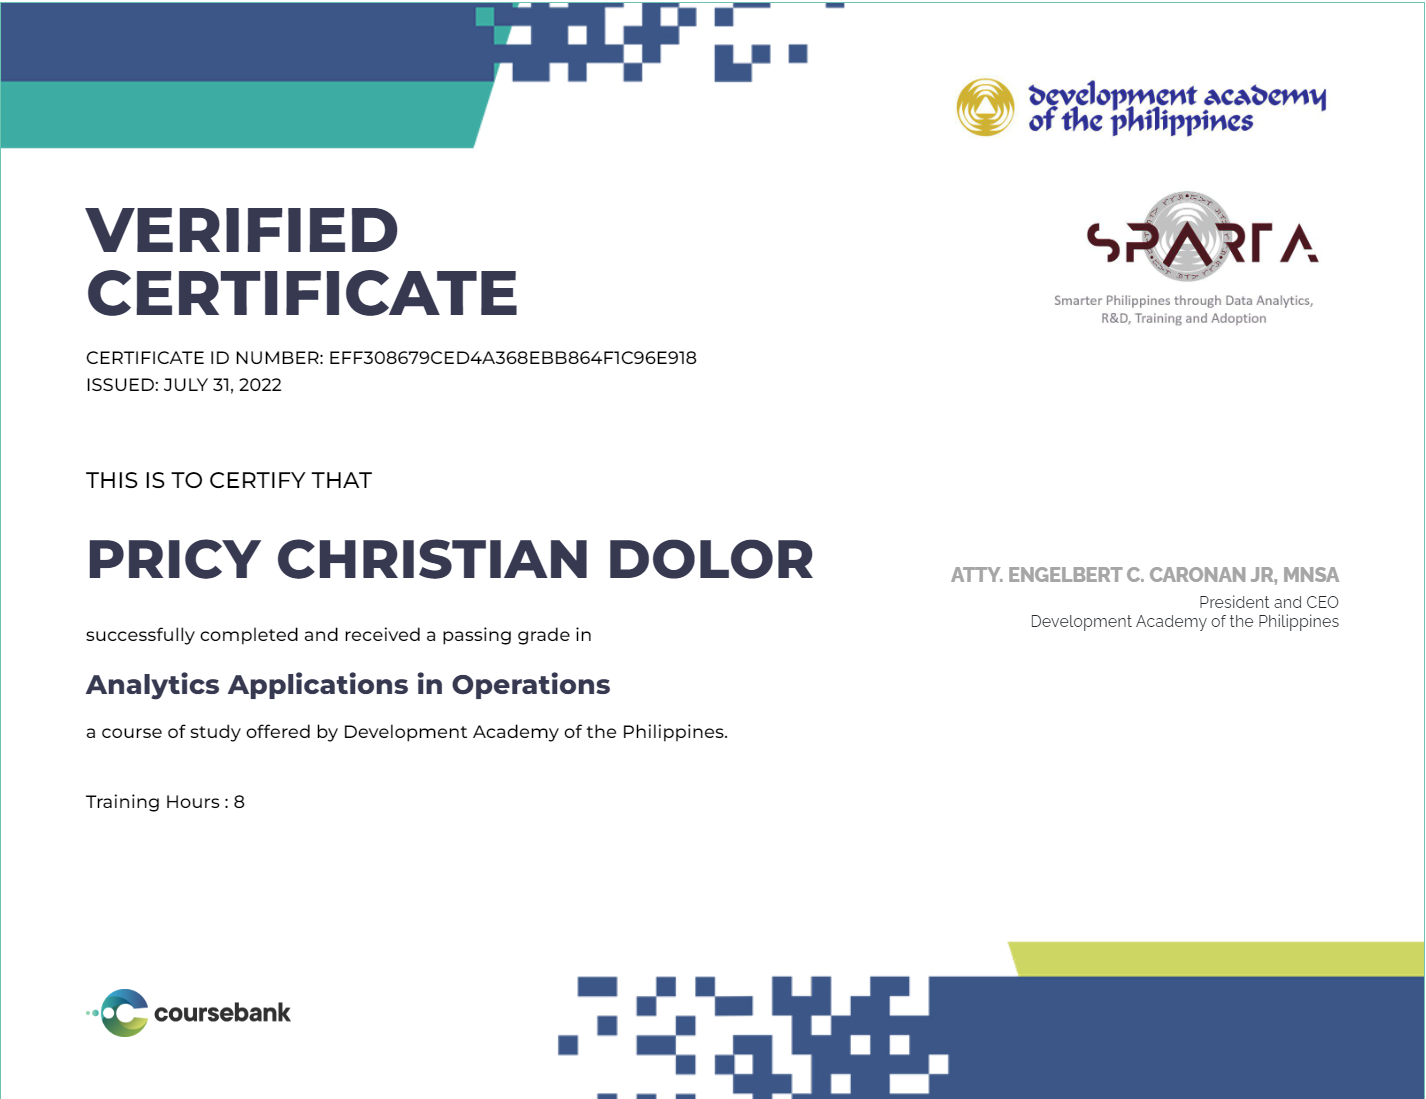 development academy
of the philippines
SPARTA
Smarter Philippines through Data Analytics,
R&D, Training and Adoption
VERIFIED
CERTIFICATE
CERTIFICATE ID NUMBER: EFF308679CED4A368EBB864F1C96E918
ISSUED: JULY 31, 2022
THIS IS TO CERTIFY THAT
PRICY CHRISTIAN DOLOR
successfully completed and received a passing grade in
Analytics Applications in Operations
a course of study offered by Development Academy of the Philippines.
Training Hours : 8
ATTY. ENGELBERT C. CARONAN JR, MNSA
President and CEO
Development Academy of the Philippines
coursebank